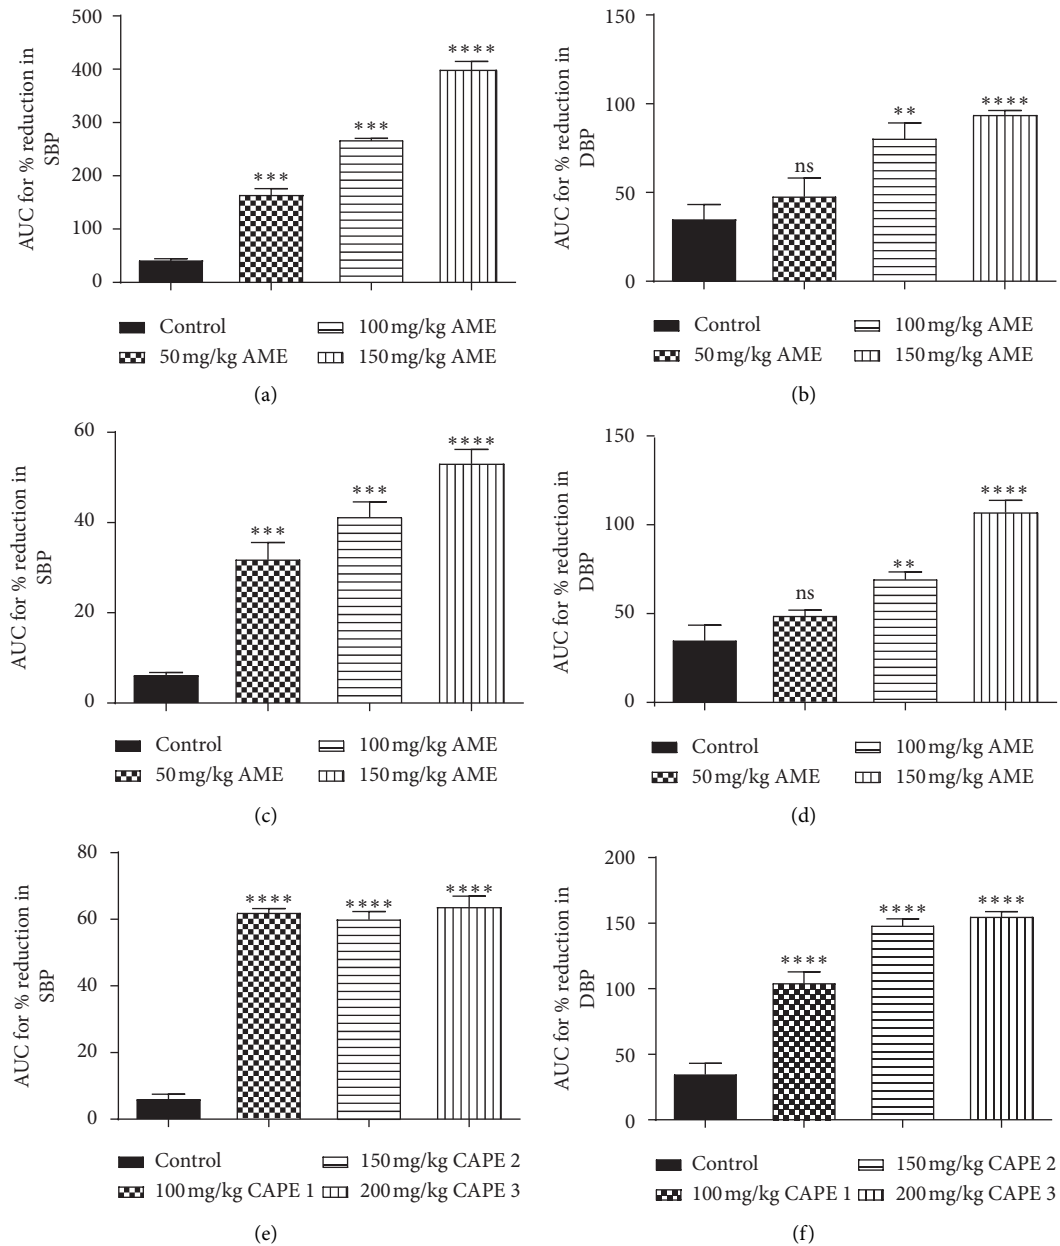 AUC for % reduction in
SBP
500
400
300
200
100
0
***
***
****
Control
100 mg/kg AME
50 mg/kg AME
150 mg/kg AME
(a)
AUC for % reduction in
DBP
150
100
50
0
ns
**
****
Control
100 mg/kg AME
50 mg/kg AME
150 mg/kg AME
(b)
AUC for % reduction in
SBP
60
40
20
0
***
***
****
Control
100 mg/kg AME
50 mg/kg AME
150 mg/kg AME
(c)
AUC for % reduction in
DBP
150
100
50
0
ns
**
****
Control
100 mg/kg AME
50 mg/kg AME
150 mg/kg AME
(d)
AUC for % reduction in
SBP
80
60
40
20
0
****
****
****
Control
150 mg/kg CAPE 2
100 mg/kg CAPE 1
200 mg/kg CAPE 3
(e)
AUC for % reduction in
DBP
200
150
100
50
0
****
****
****
Control
150 mg/kg CAPE 2
100 mg/kg CAPE 1
200 mg/kg CAPE 3
(f)